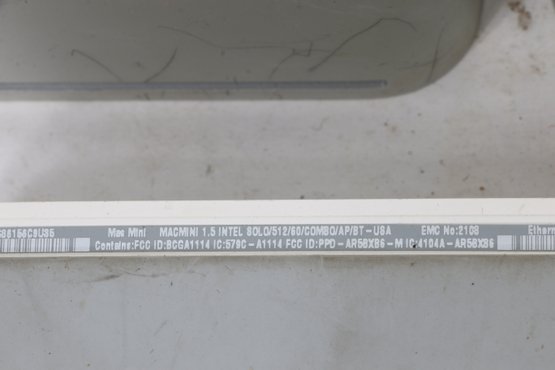 Mac Mini MACMINI 1.5 INTEL SOLO/512/60/COMBO/AP/BT - USA EMC No:2108
Contains:FCC ID:BCGA1114 IC:579C - A1114 FCC ID:PPD - AR5BXB6 - M IC:4104A - AR5BXB6